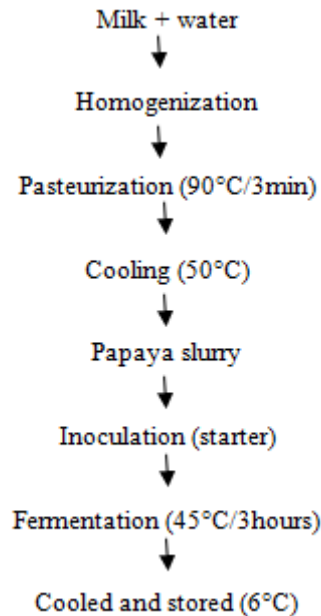 Milk + water
Homogenization
Pasteurization (90°C/3min)
Cooling (50°C)
Papaya slurry
Inoculation (starter)
Fermentation (45°C/3hours)
Cooled and stored (6°C)